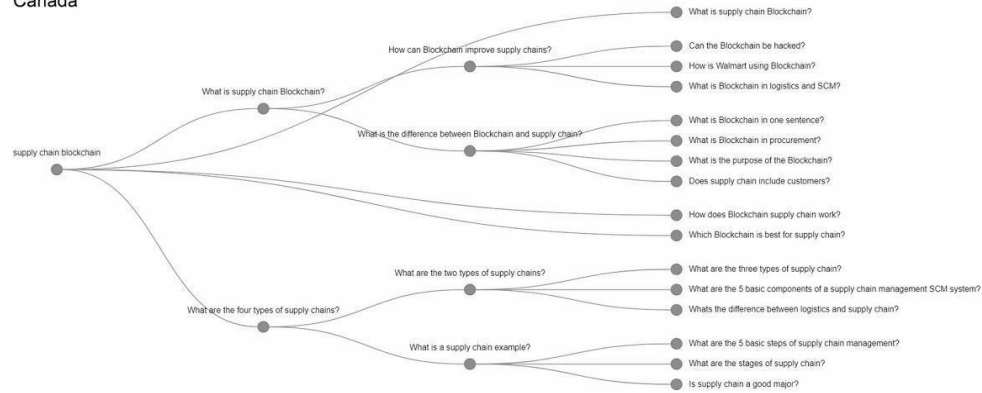 Canada
What is supply chain Blockchain?
How can Blockchain improve supply chains?
Can the Blockchain be hacked?
How is Walmart using Blockchain?
What is Blockchain in logistics and SCM?
What is supply chain Blockchain?
What is the difference between Blockchain and supply chain?
What is Blockchain in one sentence?
What is Blockchain in procurement?
What is the purpose of the Blockchain?
Does supply chain include customers?
supply chain blockchain
How does Blockchain supply chain work?
Which Blockchain is best for supply chain?
What are the four types of supply chains?
What are the two types of supply chains?
What are the three types of supply chain?
What are the 5 basic components of a supply chain management SCM system?
Whats the difference between logistics and supply chain?
What is a supply chain example?
What are the 5 basic steps of supply chain management?
What are the stages of supply chain?
Is supply chain a good major?